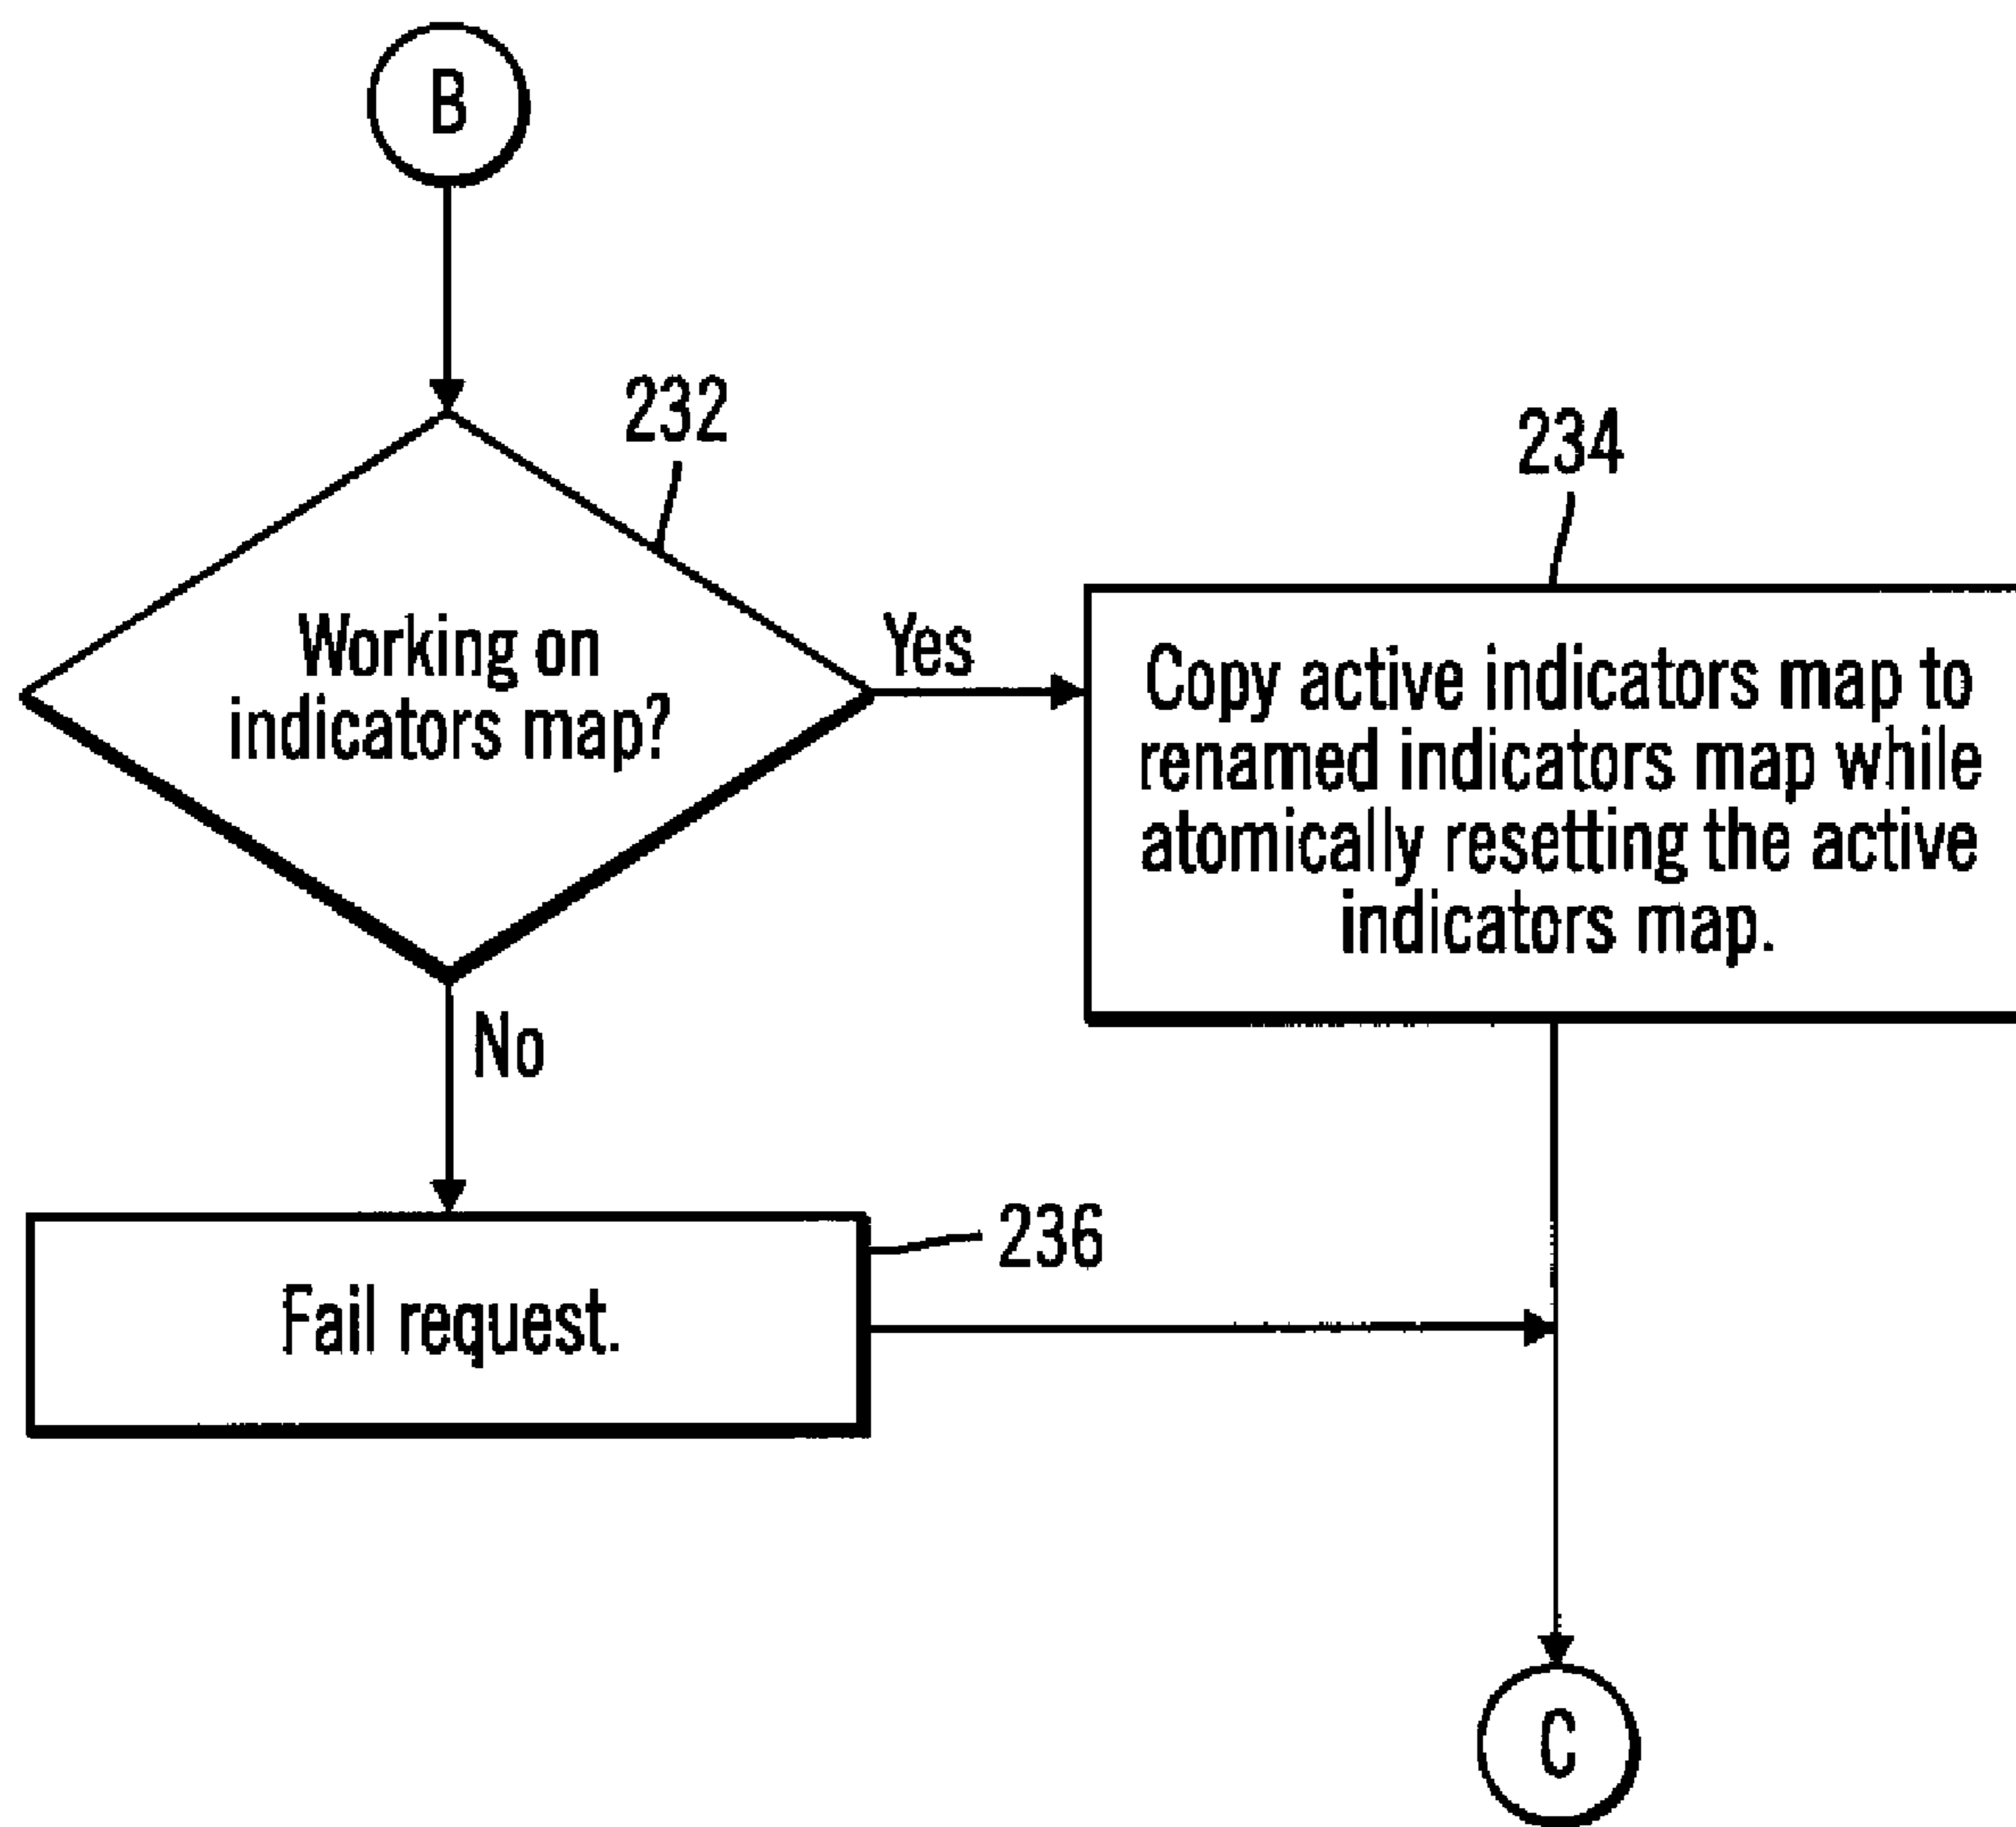 B
232
234
Working on
indicators map?
Yes
Copy active indicators map to
renamed indicators map while
atomically resetting the active
indicators map.
No
236
Fail request.
C